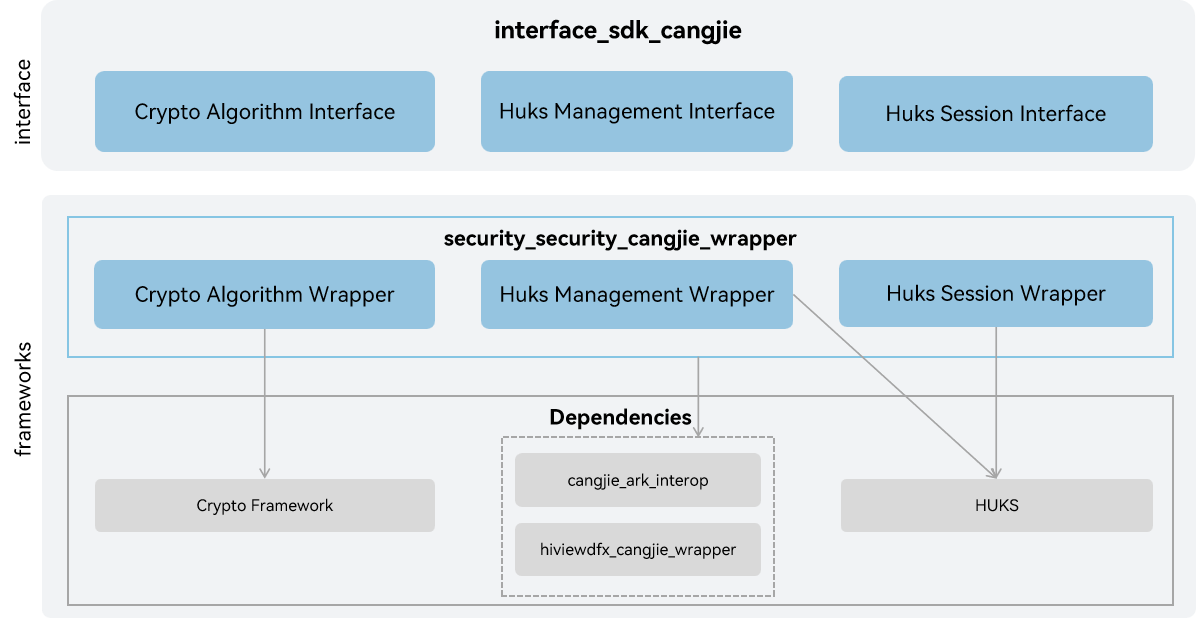 interface_sdk_cangjie
interface
Crypto Algorithm Interface
Huks Management Interface
Huks Session Interface
frameworks
security_security_cangjie_wrapper
Crypto Algorithm Wrapper
Huks Management Wrapper
Huks Session Wrapper
Dependencies
Crypto Framework
cangjie_ark_interop
hiviewdfx_cangjie_wrapper
HUKS